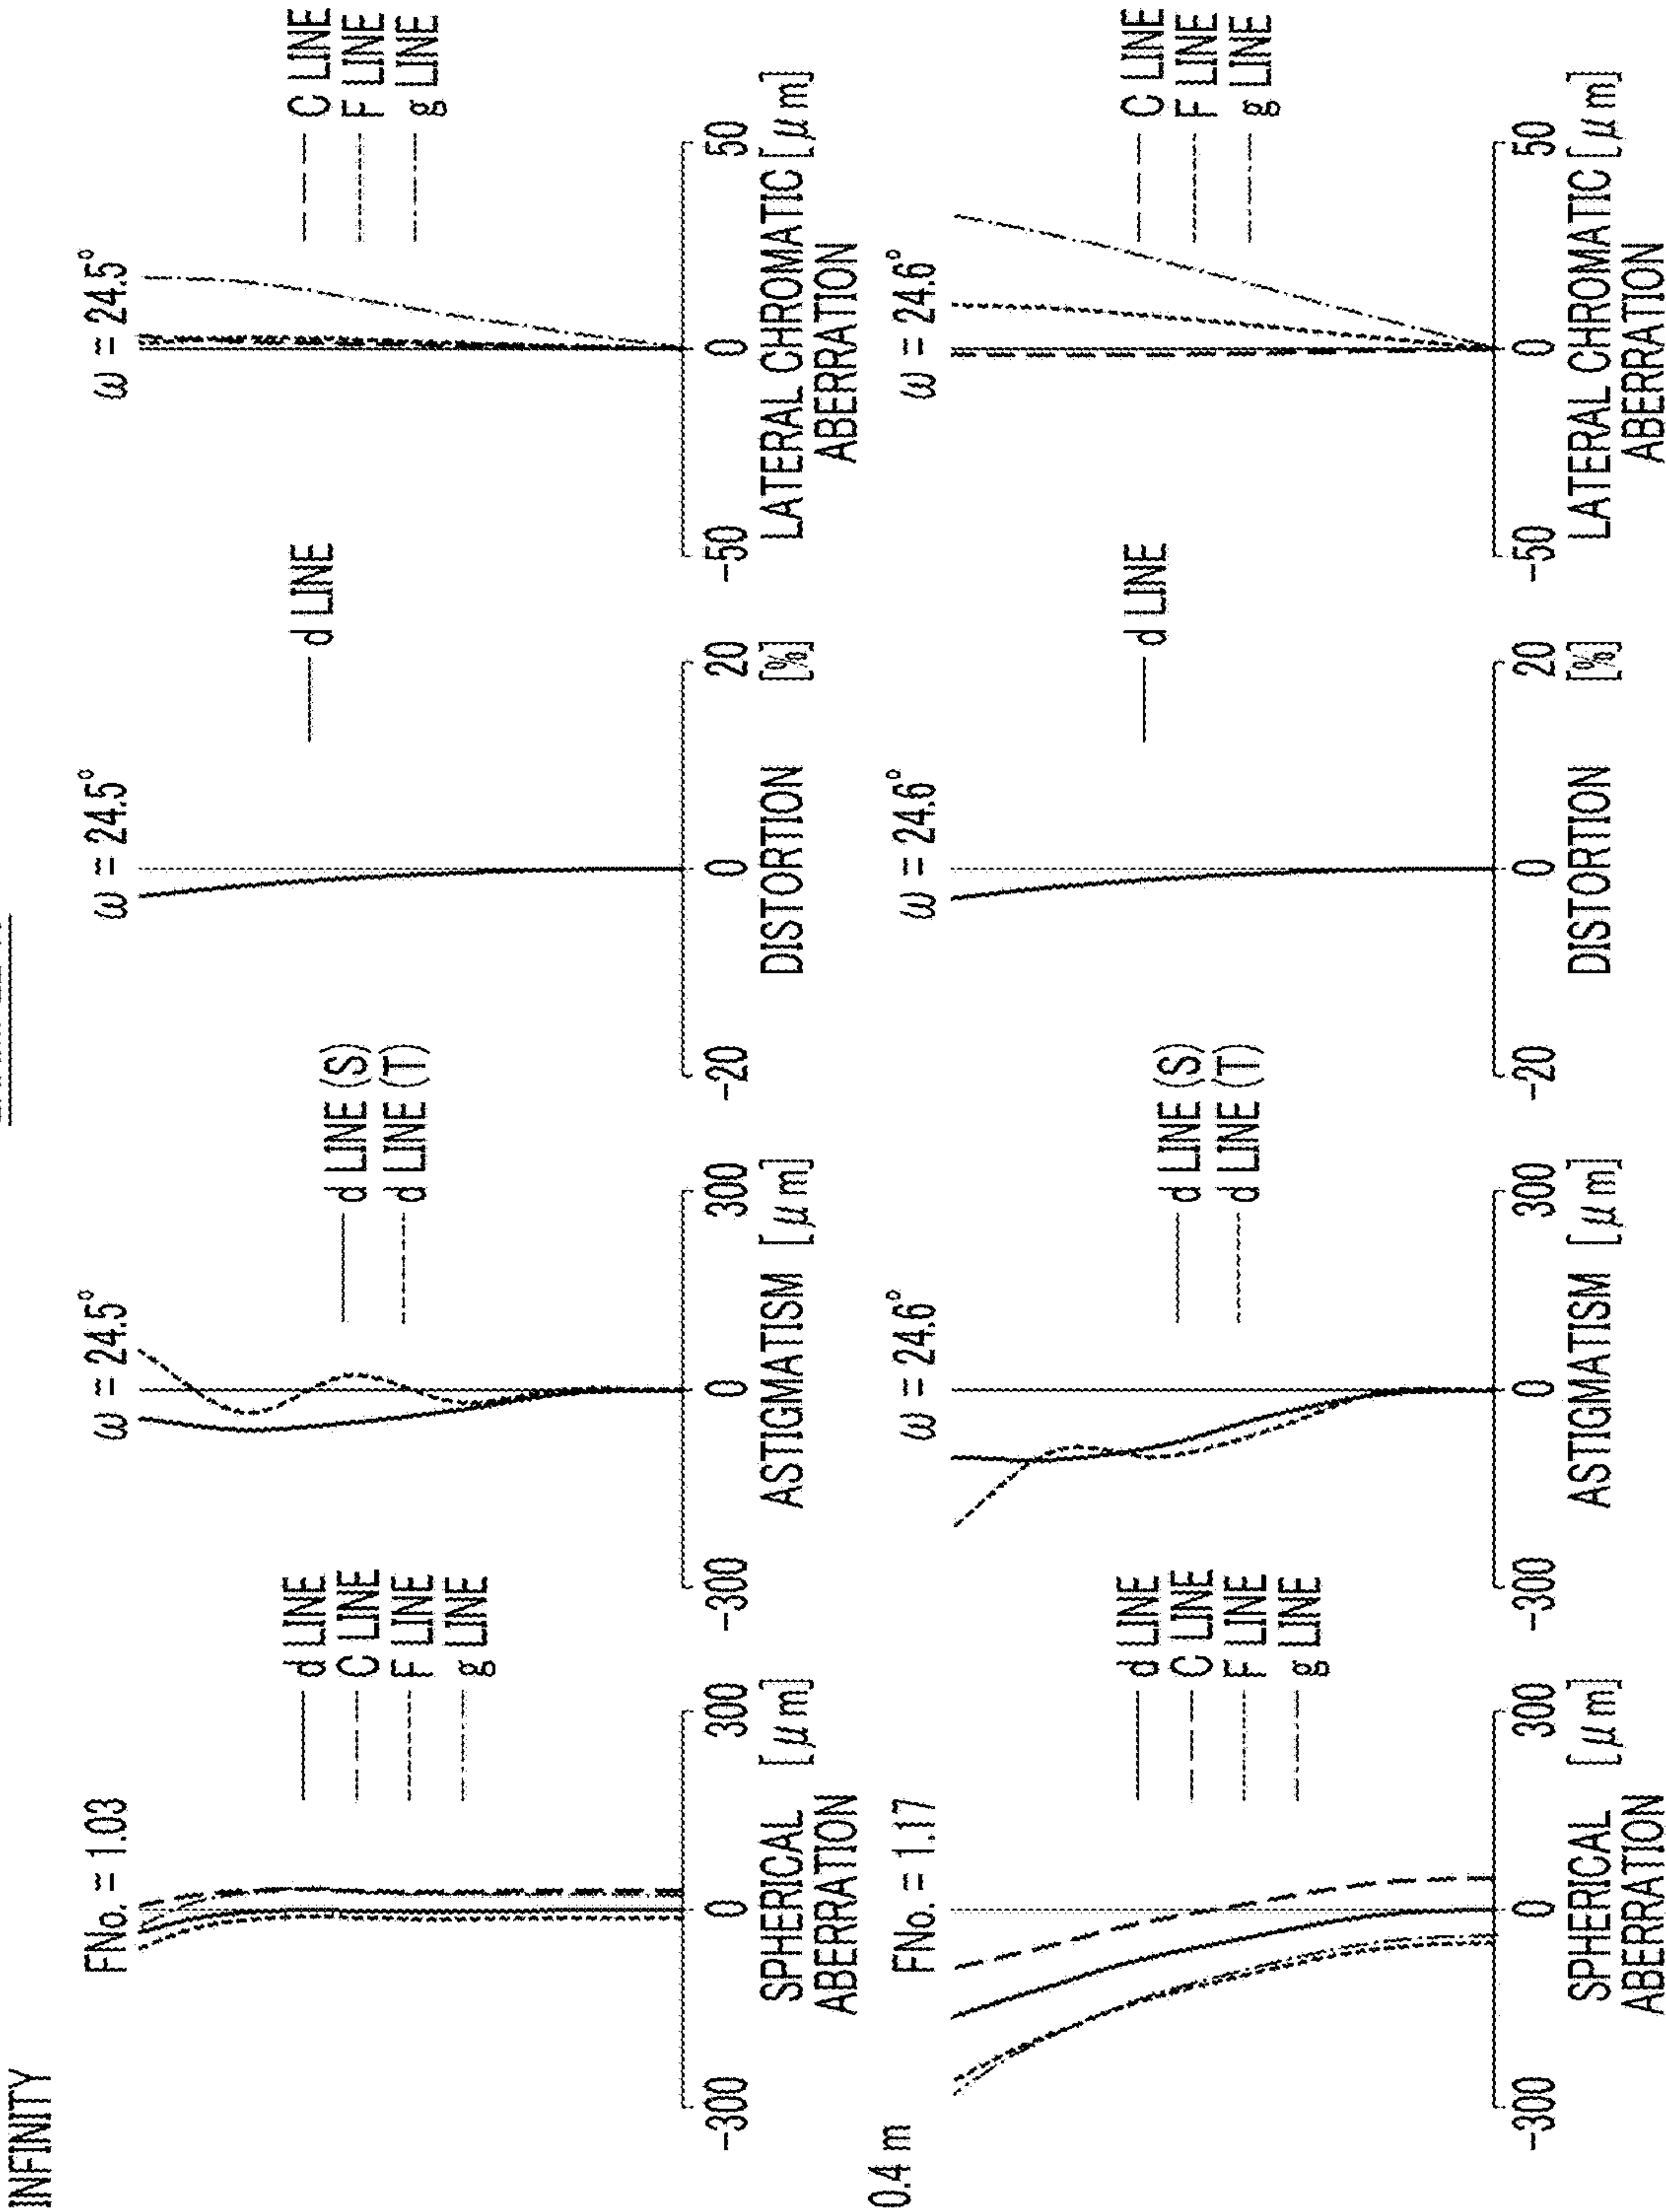 INFINITY
FNo. = 1.03
d LINE
C LINE
F LINE
g LINE
-300
0
300
SPHERICAL [μm]
ABERRATION
ω = 24.5°
d LINE (S)
d LINE (T)
-300
0
300
ASTIGMATISM [μm]
ω = 24.5°
d LINE
-20
0
20
DISTORTION [%]
ω = 24.5°
C LINE
F LINE
g LINE
-50
0
50
LATERAL CHROMATIC [μm]
ABERRATION
0.4 m
FNo. = 1.17
d LINE
C LINE
F LINE
g LINE
-300
0
300
SPHERICAL [μm]
ABERRATION
ω = 24.6°
d LINE (S)
d LINE (T)
-300
0
300
ASTIGMATISM [μm]
ω = 24.6°
d LINE
-20
0
20
DISTORTION [%]
ω = 24.6°
C LINE
F LINE
g LINE
-50
0
50
LATERAL CHROMATIC [μm]
ABERRATION